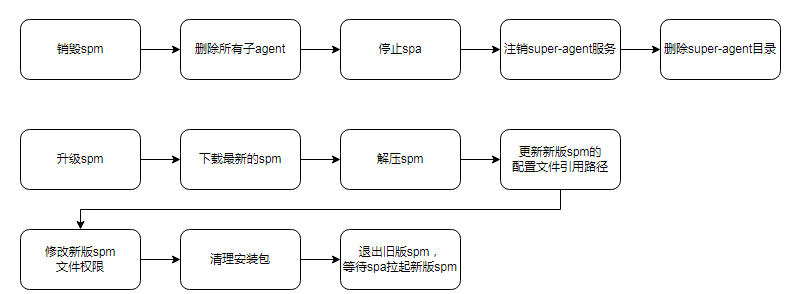 销毁spm
删除所有子agent
停止spa
注销super-agent服务
删除super-agent目录
升级spm
下载最新的spm
解压spm
更新新版spm的
配置文件引用路径
修改新版spm
文件权限
清理安装包
退出旧版spm，
等待spa拉起新版spm